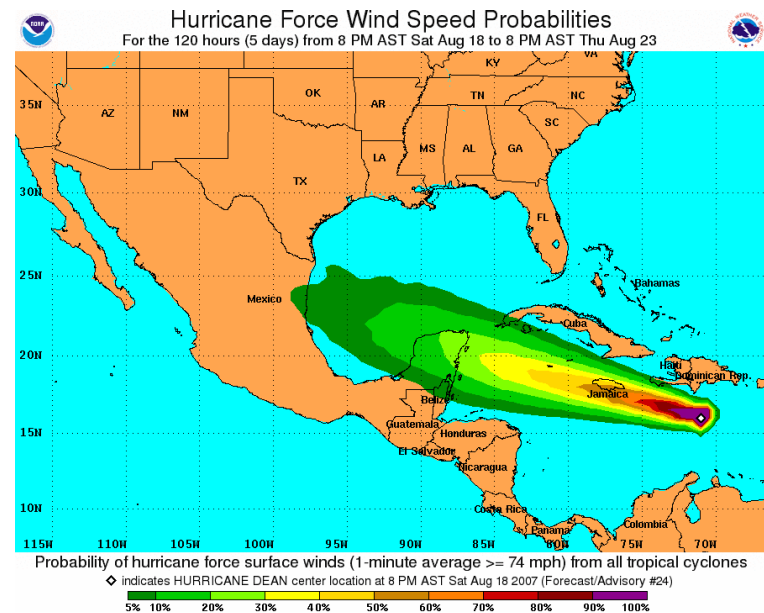 Hurricane Force Wind Speed Probabilities
For the 120 hours (5 days) from 8 PM AST Sat Aug 18 to 8 PM AST Thu Aug 23
NOAA
KY
VA
OK
TN
NC
AZ
NM
AR
SC
35N
MS
AL
GA
LA
TX
30N
FL
25N
Bahamas
Mexico
Cuba
20N
Haiti
Dominican Rep.
Jamaica
Belize
Guatemala
15N
Honduras
El Salvador
Nicaragua
10N
Costa Rica
Colombia
Panama
115W 110W 105W 100W 95W 90W 85W 80W 75W 70W
Probability of hurricane force surface winds (1-minute average >= 74 mph) from all tropical cyclones
indicates HURRICANE DEAN center location at 8 PM AST Sat Aug 18 2007 (Forecast/Advisory #24)
5% 10% 20% 30% 40% 50% 60% 70% 80% 90% 100%